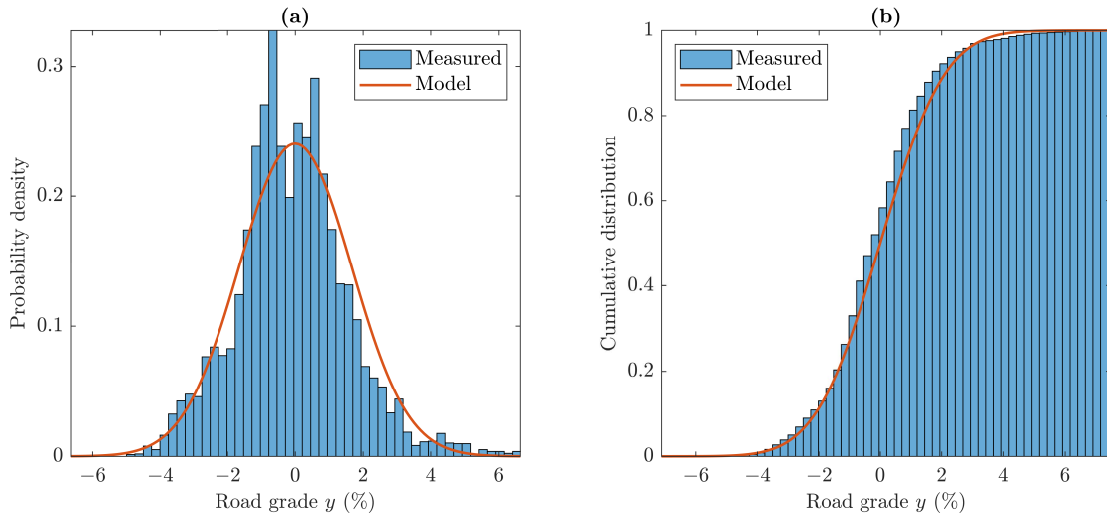 (a)
Probability density
0.3
0.2
0.1
0
Measured
Model
−6 −4 −2 0 2 4 6
Road grade y (%)
(b)
Cumulative distribution
1
0.8
0.6
0.4
0.2
0
Measured
Model
−6 −4 −2 0 2 4 6
Road grade y (%)